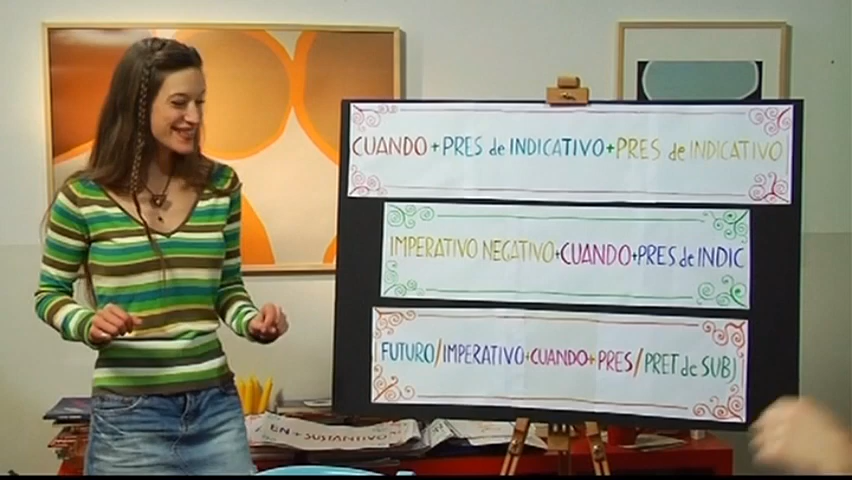 CUANDO + PRES de INDICATIVO + PRES de INDICATIVO
IMPERATIVO NEGATIVO + CUANDO + PRES de INDIC
FUTURO/IMPERATIVO + CUANDO + PRES/PRET de SUBJ
EN + SUSTANTIVO